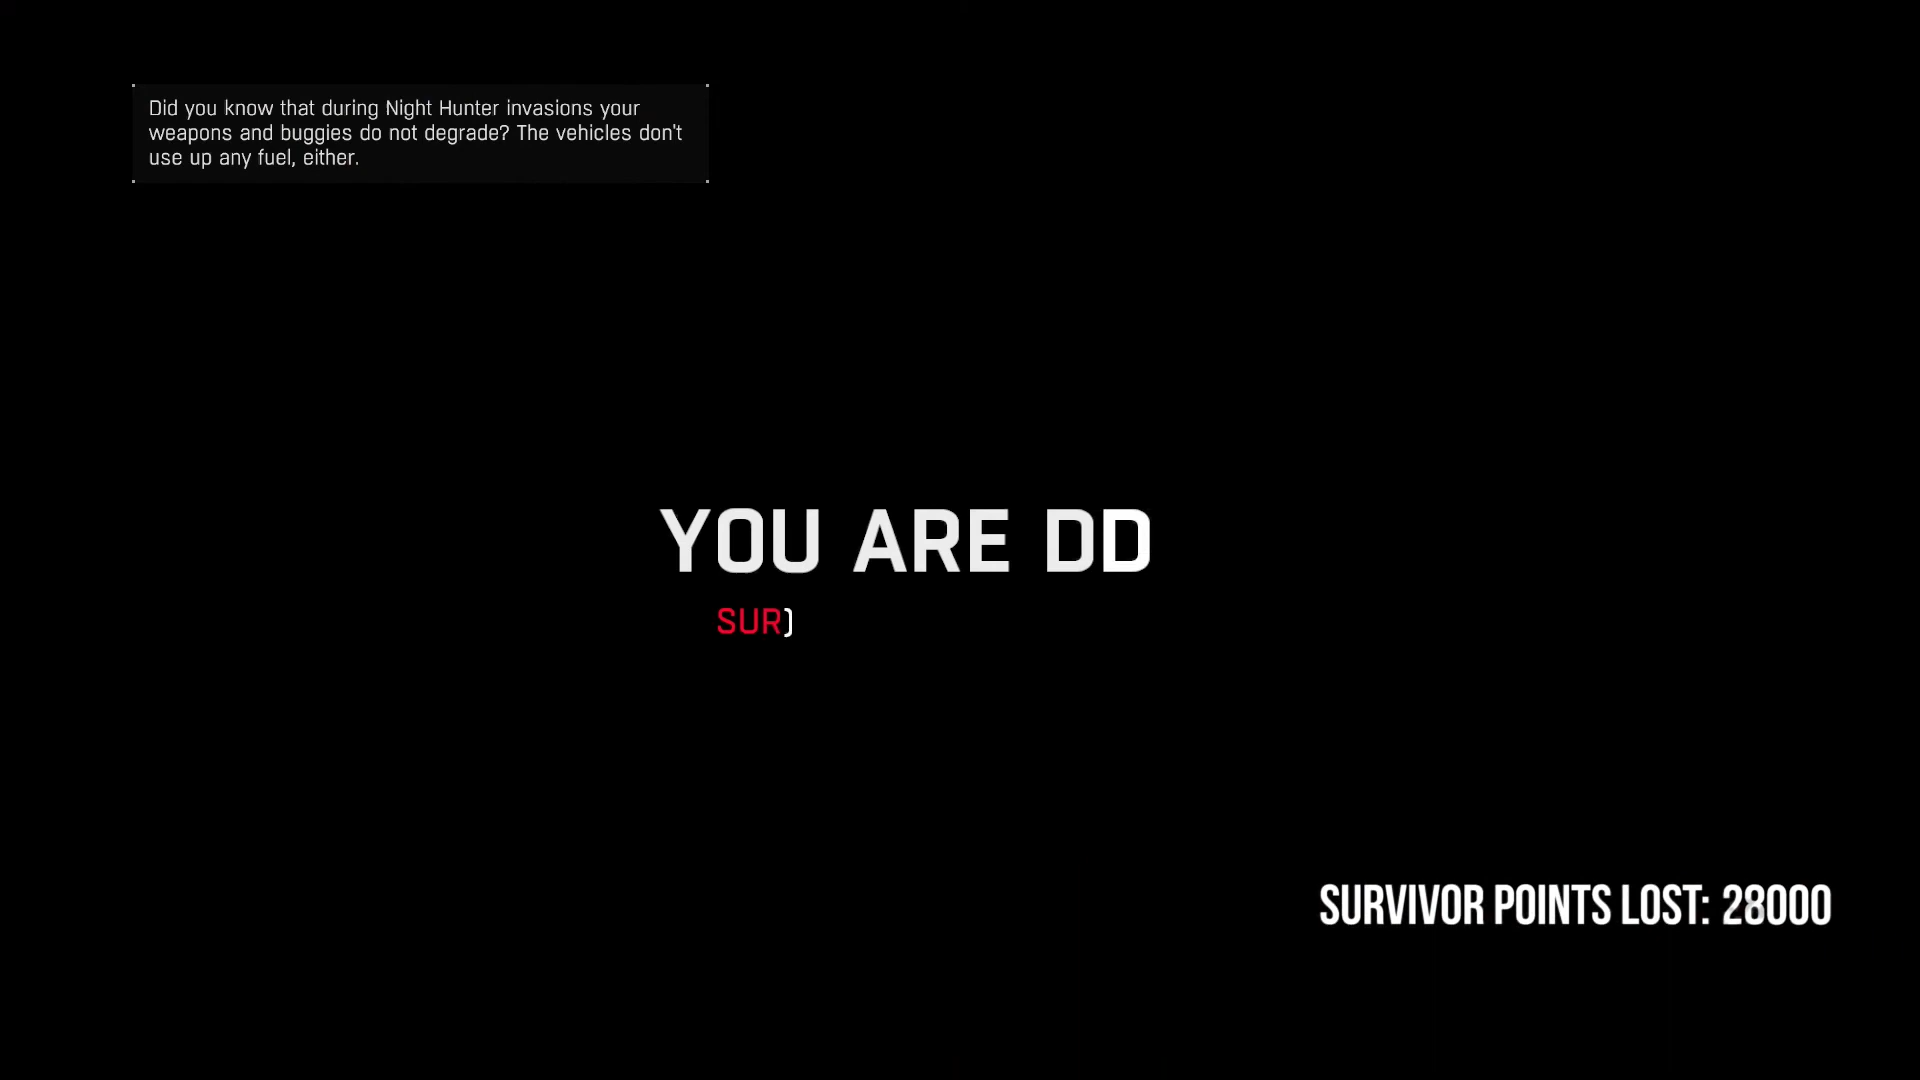 Did you know that during Night Hunter invasions your
weapons and buggies do not degrade? The vehicles don't
use up any fuel, either.
YOU ARE DD
SUR)
SURVIVOR POINTS LOST: 28000